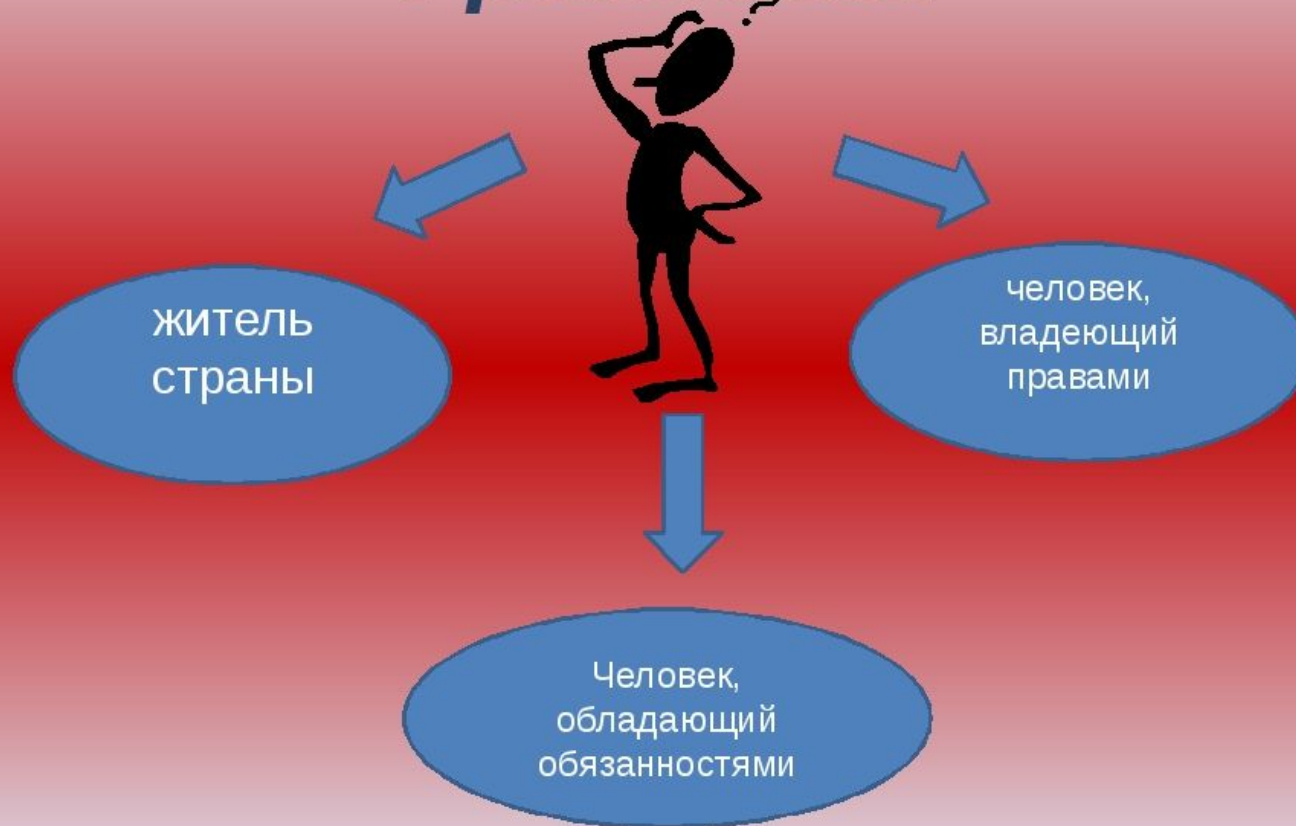 житель
страны
человек,
владеющий
правами
Человек,
обладающий
обязанностями